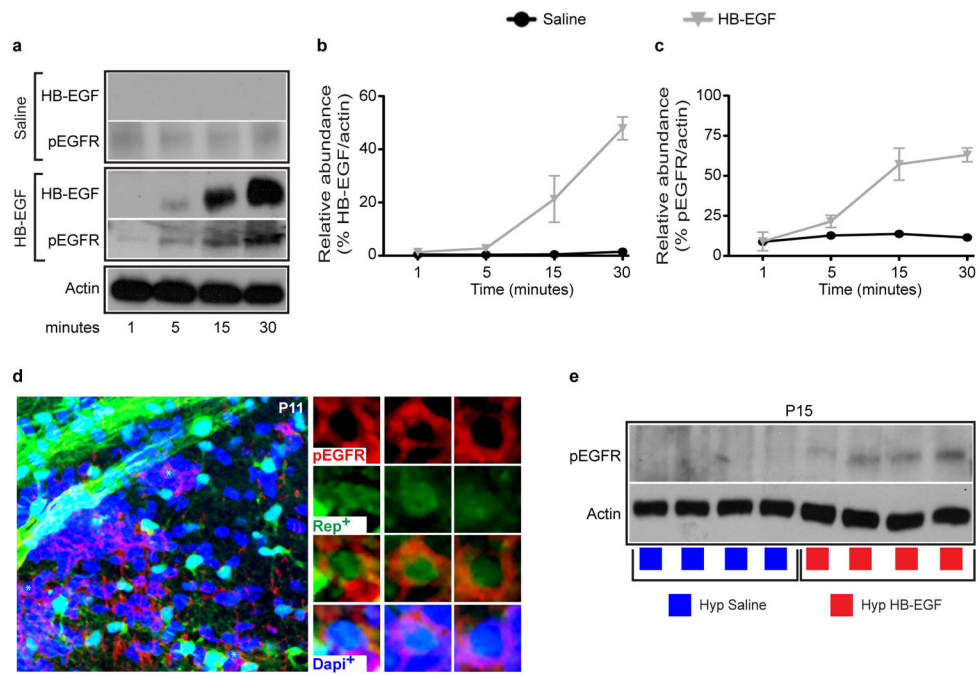 Saline
HB-EGF
a
Saline
HB-EGF
pEGFR
HB-EGF
HB-EGF
pEGFR
Actin
minutes 1 5 15 30
b
Relative abundance
(% HB-EGF/actin)
60
40
20
0
1 5 15 30
Time (minutes)
c
Relative abundance
(% pEGFR/actin)
100
75
50
25
0
1 5 15 30
Time (minutes)
d
P11
*
*
*
pEGFR
Rep+
Dapi+
e
P15
pEGFR
Actin
Hyp Saline
Hyp HB-EGF